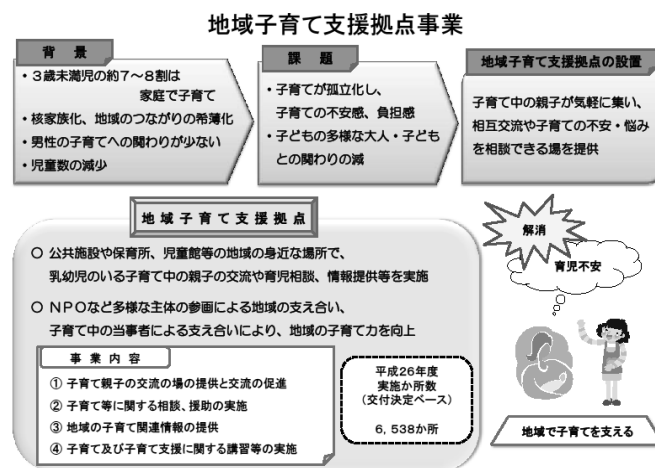 地域子育て支援拠点事業
背景
・３歳未満児の約７～８割は
家庭で子育て
・核家族化、地域のつながりの希薄化
・男性の子育てへの関わりが少ない
・児童数の減少
課題
・子育てが孤立化し、
子育ての不安感、負担感
・子どもの多様な大人・子ども
との関わりの減
地域子育て支援拠点の設置
子育て中の親子が気軽に集い、
相互交流や子育ての不安・悩み
を相談できる場を提供
地域子育て支援拠点
○ 公共施設や保育所、児童館等の地域の身近な場所で、
乳幼児のいる子育て中の親子の交流や育児相談、情報提供等を実施
○ ＮＰＯなど多様な主体の参画による地域の支え合い、
子育て中の当事者による支え合いにより、地域の子育て力を向上
事業内容
① 子育て親子の交流の場の提供と交流の促進
② 子育て等に関する相談、援助の実施
③ 地域の子育て関連情報の提供
④ 子育て及び子育て支援に関する講習等の実施
平成26年度
実施か所数
（交付決定ベース）
6,538か所
解消
育児不安
地域で子育てを支える